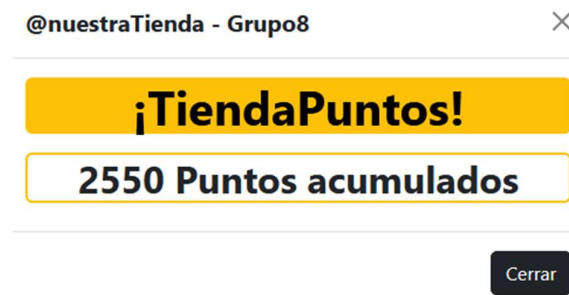 @nuestraTienda - Grupo8
¡TiendaPuntos!
2550 Puntos acumulados
Cerrar